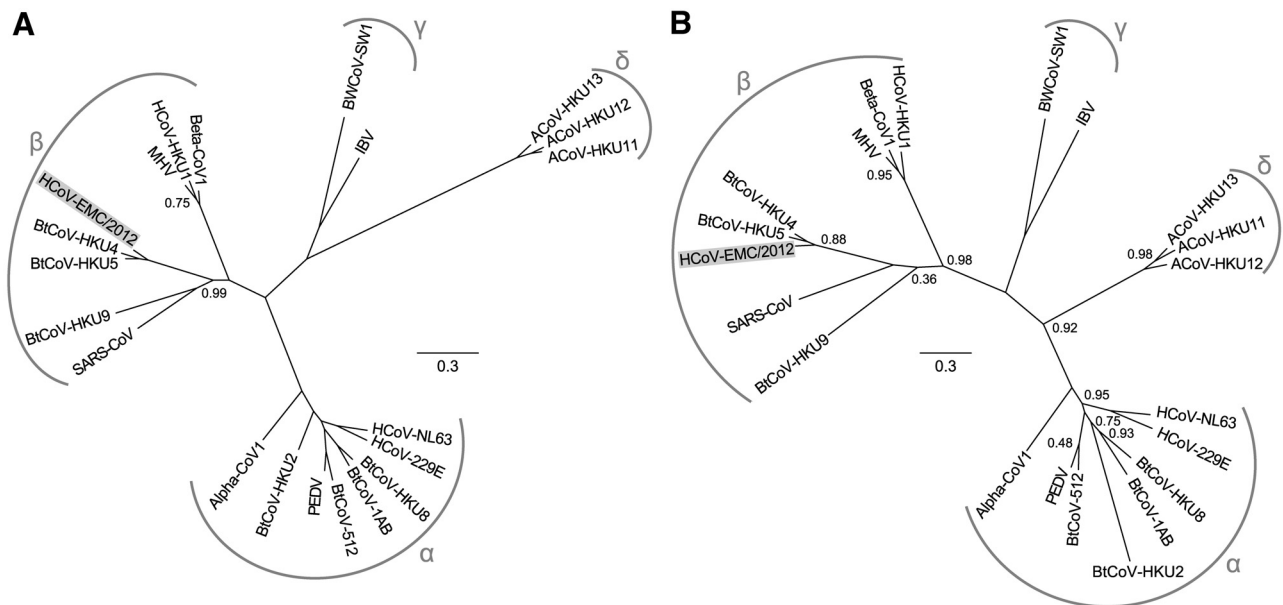 A
γ
BWCoV-SW1
IBV
δ
ACoV-HKU13
ACoV-HKU12
ACoV-HKU11
β
Beta-CoV1
HCoV-HKU1
MHV
0.75
HCoV-EMC/2012
BtCoV-HKU4
BtCoV-HKU5
0.99
BtCoV-HKU9
SARS-CoV
0.3
HCoV-NL63
HCoV-229E
BtCoV-HKU8
BtCoV-1AB
BtCoV-512
PEDV
BtCoV-HKU2
Alpha-CoV1
α
B
γ
BWCoV-SW1
IBV
δ
ACoV-HKU13
ACoV-HKU11
ACoV-HKU12
0.98
β
HCoV-HKU1
Beta-CoV1
MHV
0.95
BtCoV-HKU4
BtCoV-HKU5
0.88
HCoV-EMC/2012
0.98
0.36
SARS-CoV
BtCoV-HKU9
0.92
0.3
0.95
0.75
0.93
0.48
HCoV-NL63
HCoV-229E
BtCoV-HKU8
BtCoV-1AB
BtCoV-HKU2
BtCoV-512
PEDV
Alpha-CoV1
α